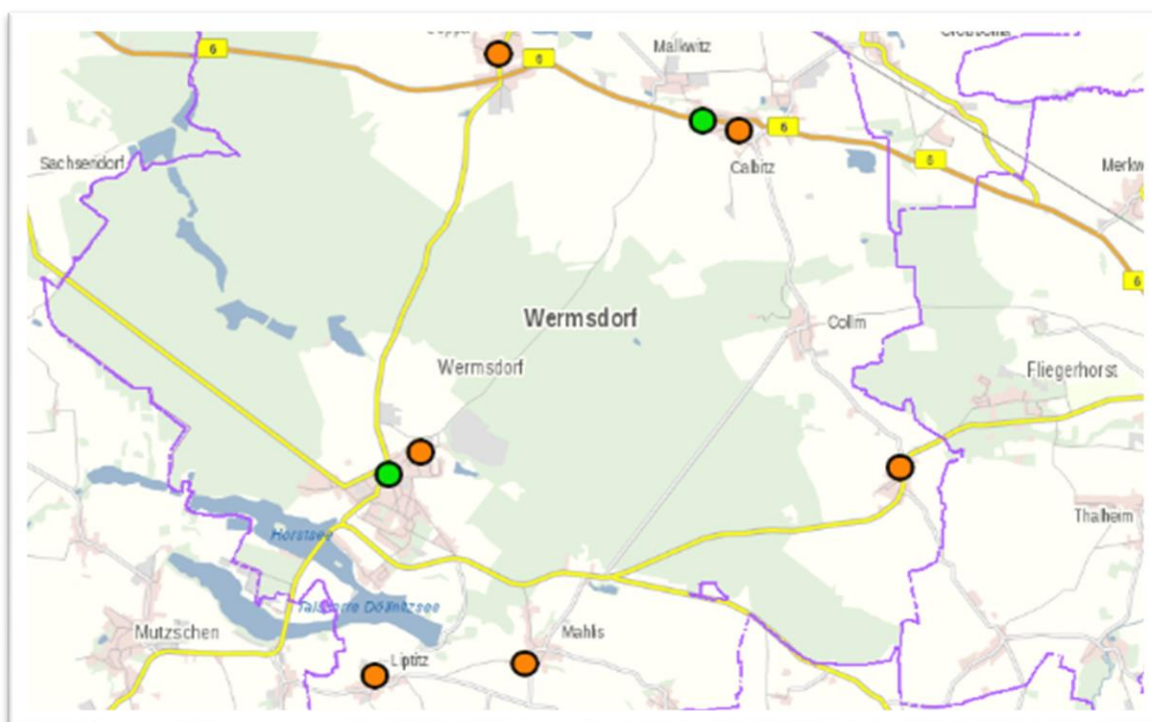 6
6
Malkwitz
6
Calbitz
6
Sachsendorf
Merkw
6
Wermsdorf
Collm
Wermsdorf
Fliegerhorst
Thalheim
Horstsee
Talsperre Döllnitzsee
Mutzschen
Mahlis
Liptitz